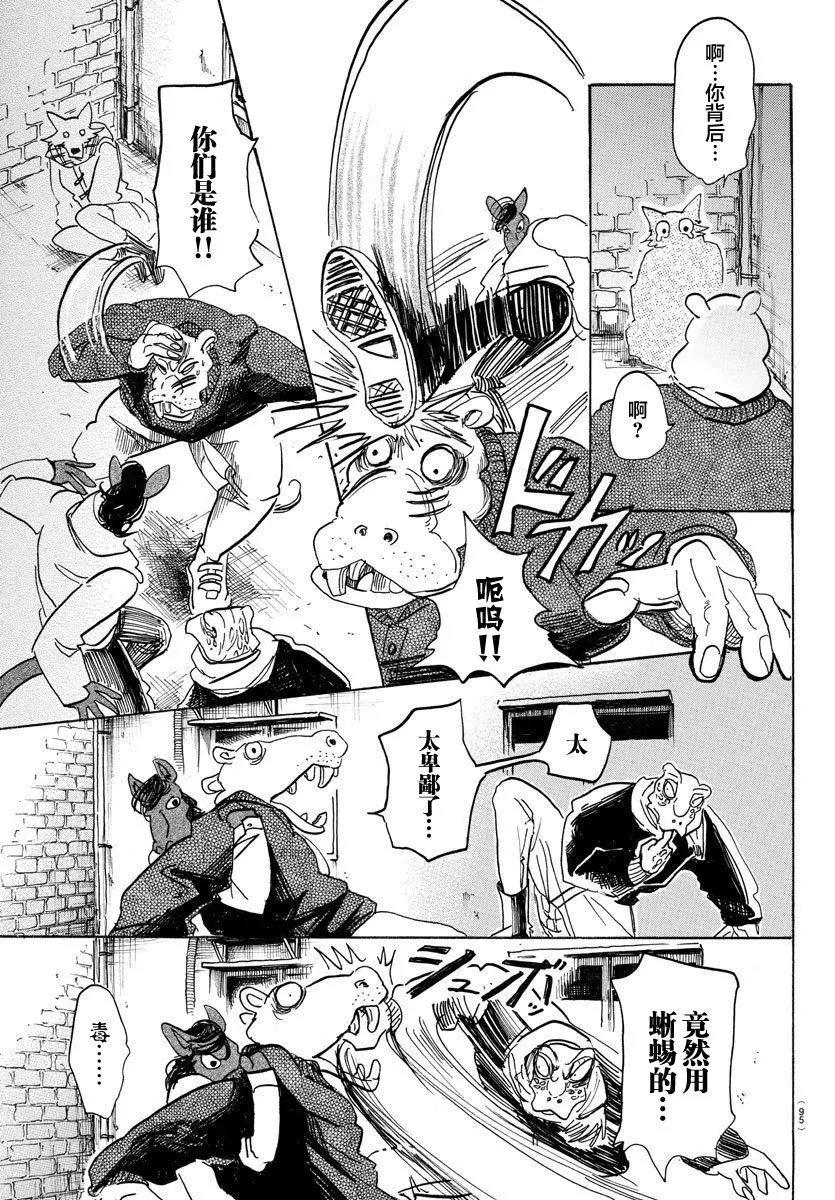 啊…你背后…
啊?
ドカッ
呃呜!!
你们是谁!!
太
太卑鄙了…
シューボッ
竟然用
蜥蜴的…
毒……
(95)